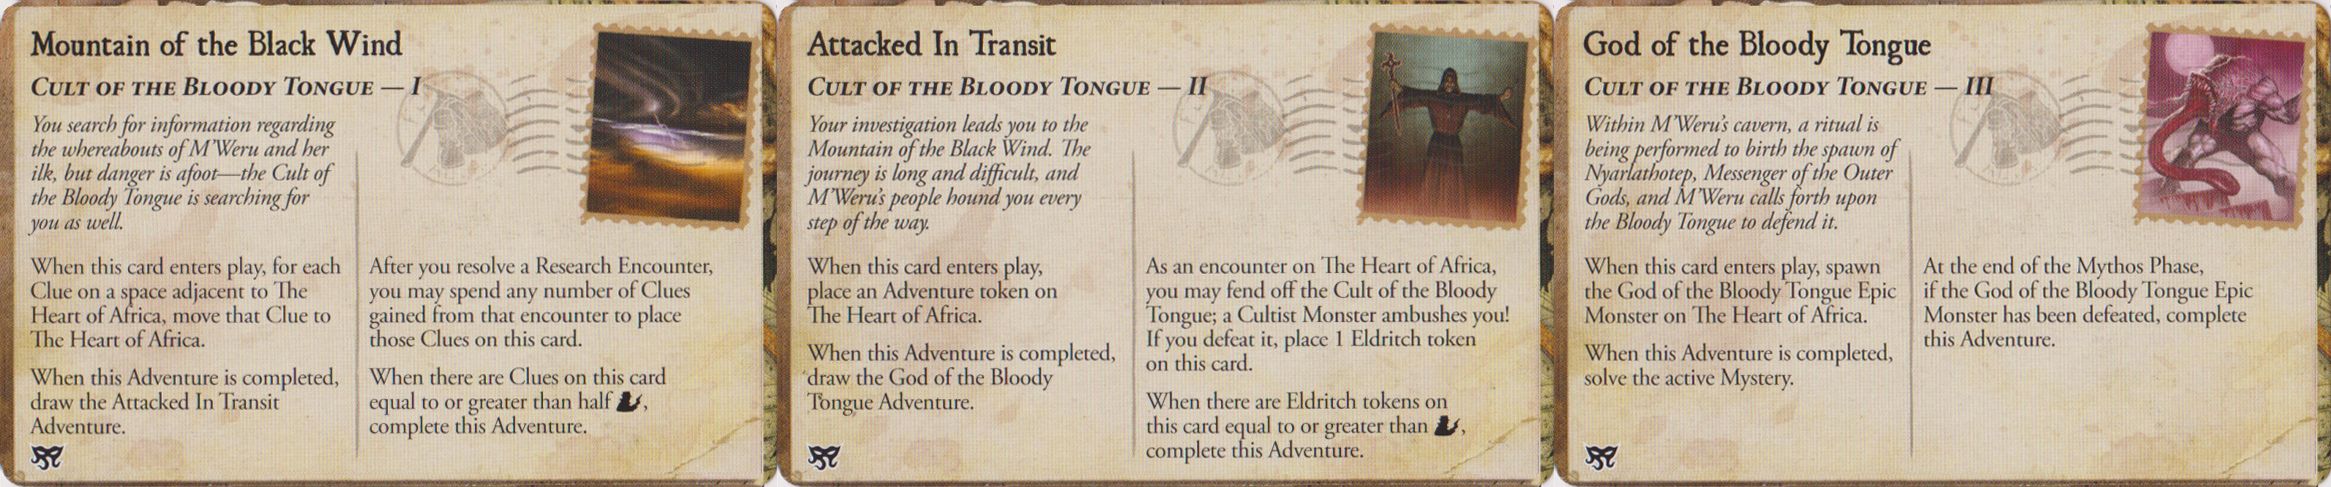 Mountain of the Black Wind
CULT OF THE BLOODY TONGUE — I
You search for information regarding
the whereabouts of M'Weru and her
ilk, but danger is afoot—the Cult of
the Bloody Tongue is searching for
you as well.
When this card enters play, for each
Clue on a space adjacent to The
Heart of Africa, move that Clue to
The Heart of Africa.
When this Adventure is completed,
draw the Attacked In Transit
Adventure.
After you resolve a Research Encounter,
you may spend any number of Clues
gained from that encounter to place
those Clues on this card.
When there are Clues on this card
equal to or greater than half ,
complete this Adventure.
Attacked In Transit
CULT OF THE BLOODY TONGUE — II
Your investigation leads you to the
Mountain of the Black Wind. The
journey is long and difficult, and
M'Weru's people hound you every
step of the way.
When this card enters play,
place an Adventure token on
The Heart of Africa.
When this Adventure is completed,
draw the God of the Bloody
Tongue Adventure.
As an encounter on The Heart of Africa,
you may fend off the Cult of the Bloody
Tongue; a Cultist Monster ambushes you!
If you defeat it, place 1 Eldritch token
on this card.
When there are Eldritch tokens on
this card equal to or greater than ,
complete this Adventure.
God of the Bloody Tongue
CULT OF THE BLOODY TONGUE — III
Within M'Weru's cavern, a ritual is
being performed to birth the spawn of
Nyarlathotep, Messenger of the Outer
Gods, and M'Weru calls forth upon
the Bloody Tongue to defend it.
When this card enters play, spawn
the God of the Bloody Tongue Epic
Monster on The Heart of Africa.
When this Adventure is completed,
solve the active Mystery.
At the end of the Mythos Phase,
if the God of the Bloody Tongue Epic
Monster has been defeated, complete
this Adventure.